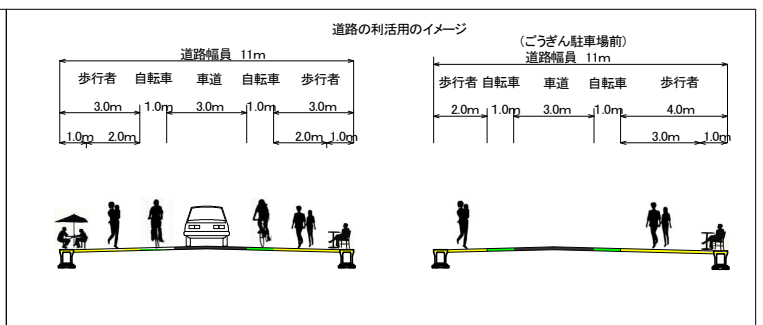 道路の利活用のイメージ
道路幅員 11m
歩行者 自転車 車道 自転車 歩行者
3.0m 1.0m 3.0m 1.0m 3.0m
1.0m 2.0m 2.0m 1.0m
(ごうぎん駐車場前)
道路幅員 11m
歩行者 自転車 車道 自転車 歩行者
2.0m 1.0m 3.0m 1.0m 4.0m
3.0m 1.0m